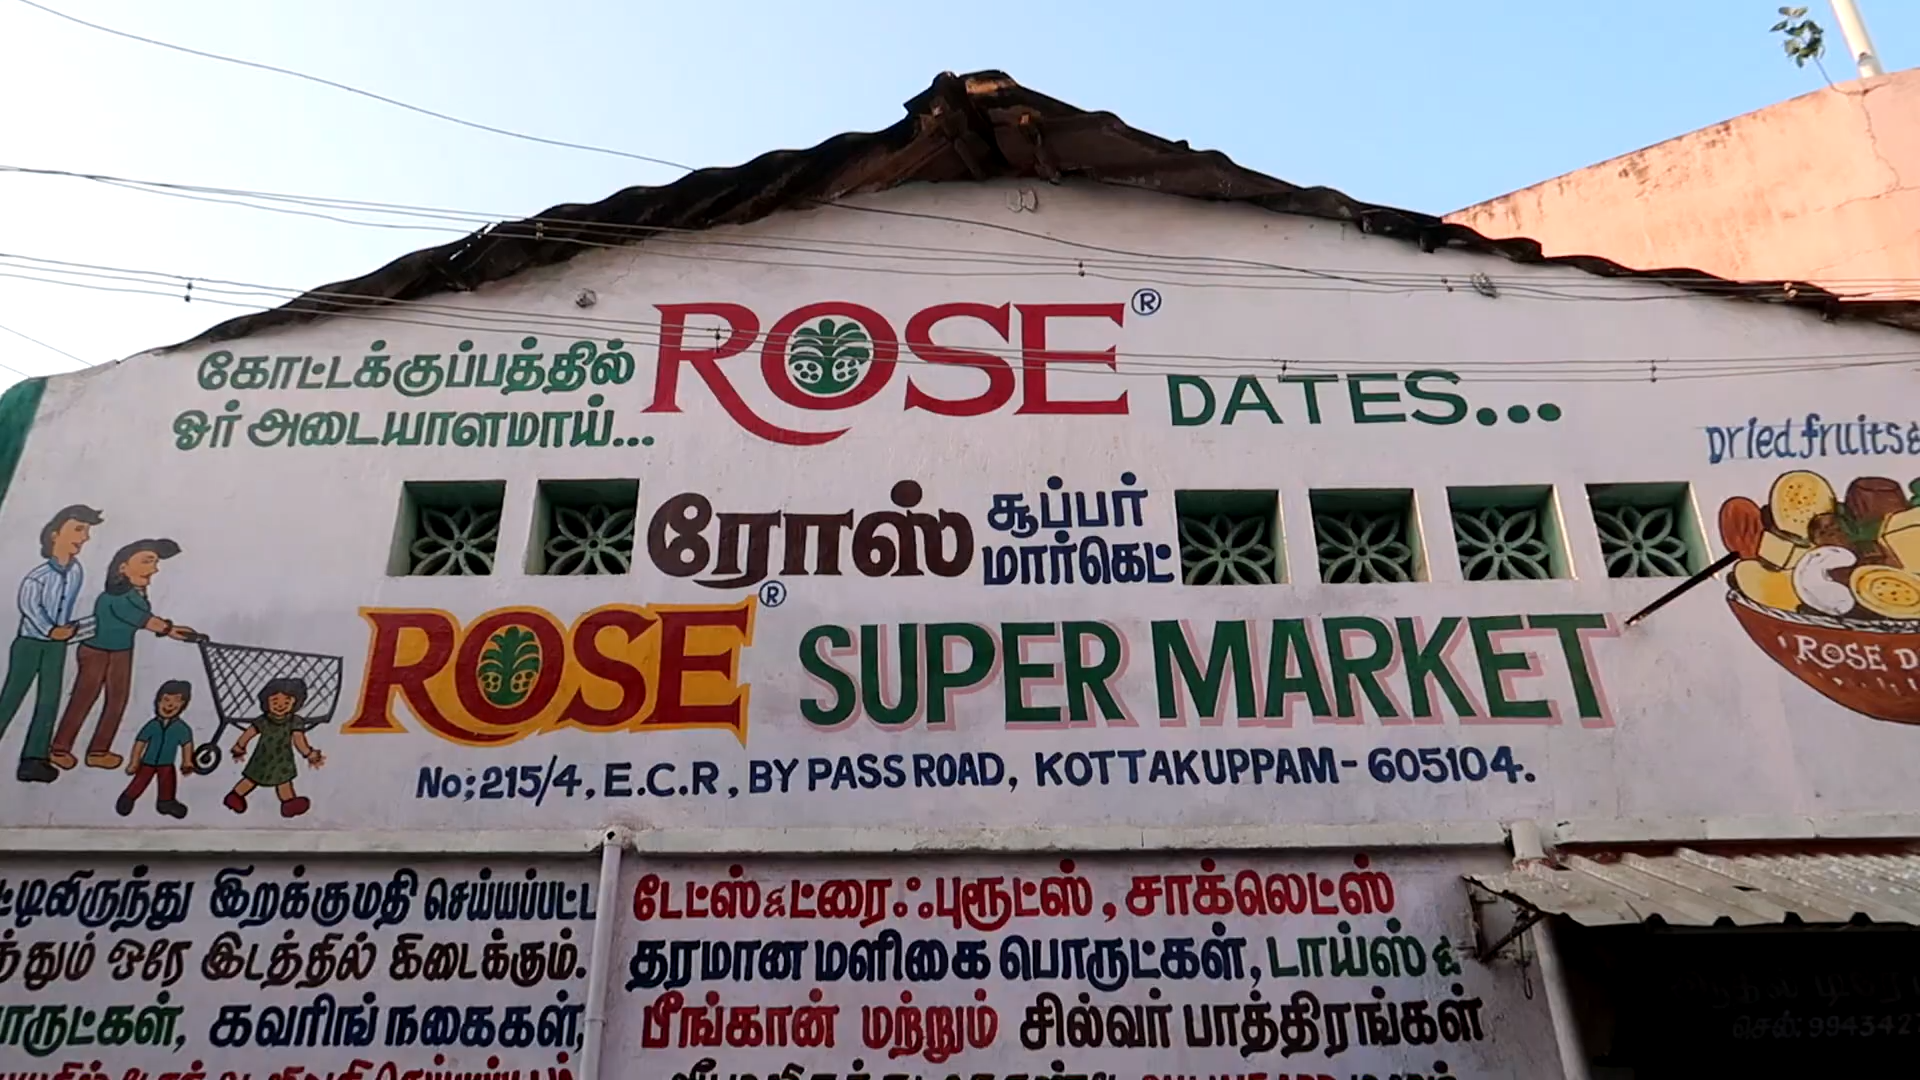 கோட்டக்குப்பத்தில்
ஓர் அடையாளமாய்...
ROSE® DATES...
Dried fruits &
ரோஸ் சூப்பர்
மார்கெட்
ROSE® SUPER MARKET
ROSE D
No;215/4, E.C.R, BY PASS ROAD, KOTTAKUPPAM- 605104.
இறக்குமதி செய்யப்பட்ட
ஒரே இடத்தில் கிடைக்கும்.
கவரிங் நகைகள்,
டேட்ஸ் & ட்ரை ஃபுரூட்ஸ், சாக்லெட்ஸ்
தரமான மளிகை பொருட்கள், டாய்ஸ் &
பீங்கான் மற்றும் சில்வர் பாத்திரங்கள்
செல்: 994342